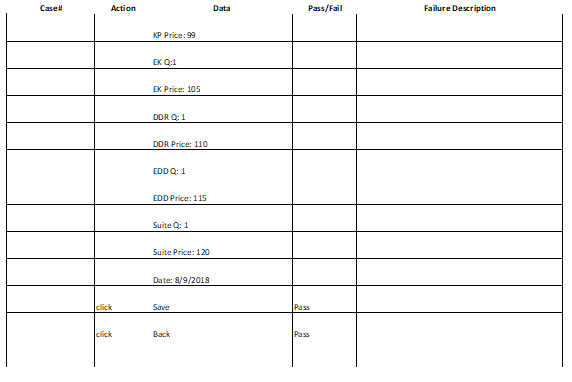 Case# Action Data Pass/Fail Failure Description
KP Price: 99
EK Q:1
EK Price: 105
DDR Q: 1
DDR Price: 110
EDD Q: 1
EDD Price: 115
Suite Q: 1
Suite Price: 120
Date: 8/9/2018
click Save Pass
click Back Pass